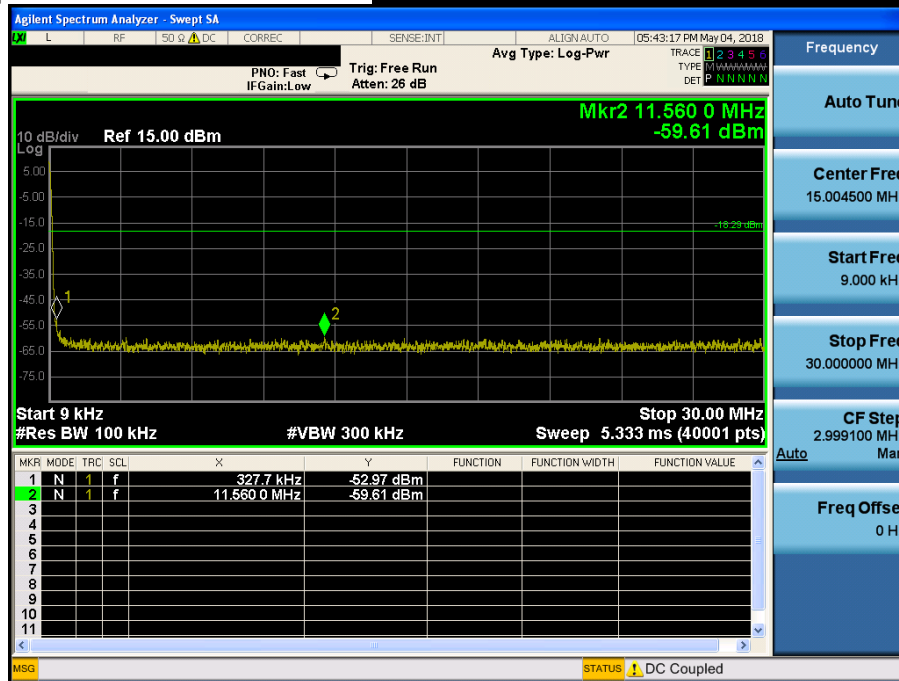 Agilent Spectrum Analyzer - Swept SA
LXI L RF 50 Ω DC CORREC SENSE:INT ALIGN AUTO 05:43:17 PM May 04, 2018
Avg Type: Log-Pwr TRACE 1 2 3 4 5 6
PNO: Fast Trig: Free Run TYPE M W W W W W
IFGain:Low Atten: 26 dB DET P N N N N N
Mkr2 11.560 0 MHz
-59.61 dBm
10 dB/div Ref 15.00 dBm
Log
5.00
-5.00
-15.0
-18.29 dBm
-25.0
-35.0
-45.0
-55.0
-65.0
-75.0
1
2
Start 9 kHz Stop 30.00 MHz
#Res BW 100 kHz #VBW 300 kHz Sweep 5.333 ms (40001 pts)
MKR MODE TRC SCL X Y FUNCTION FUNCTION WIDTH FUNCTION VALUE
1 N 1 f 327.7 kHz -52.97 dBm
2 N 1 f 11.560 0 MHz -59.61 dBm
3
4
5
6
7
8
9
10
11
MSG STATUS DC Coupled
Frequency
Auto Tun
Center Fre
15.004500 MH
Start Fre
9.000 kH
Stop Fre
30.000000 MH
CF Step
2.999100 MH
Auto Ma
Freq Offse
0 H